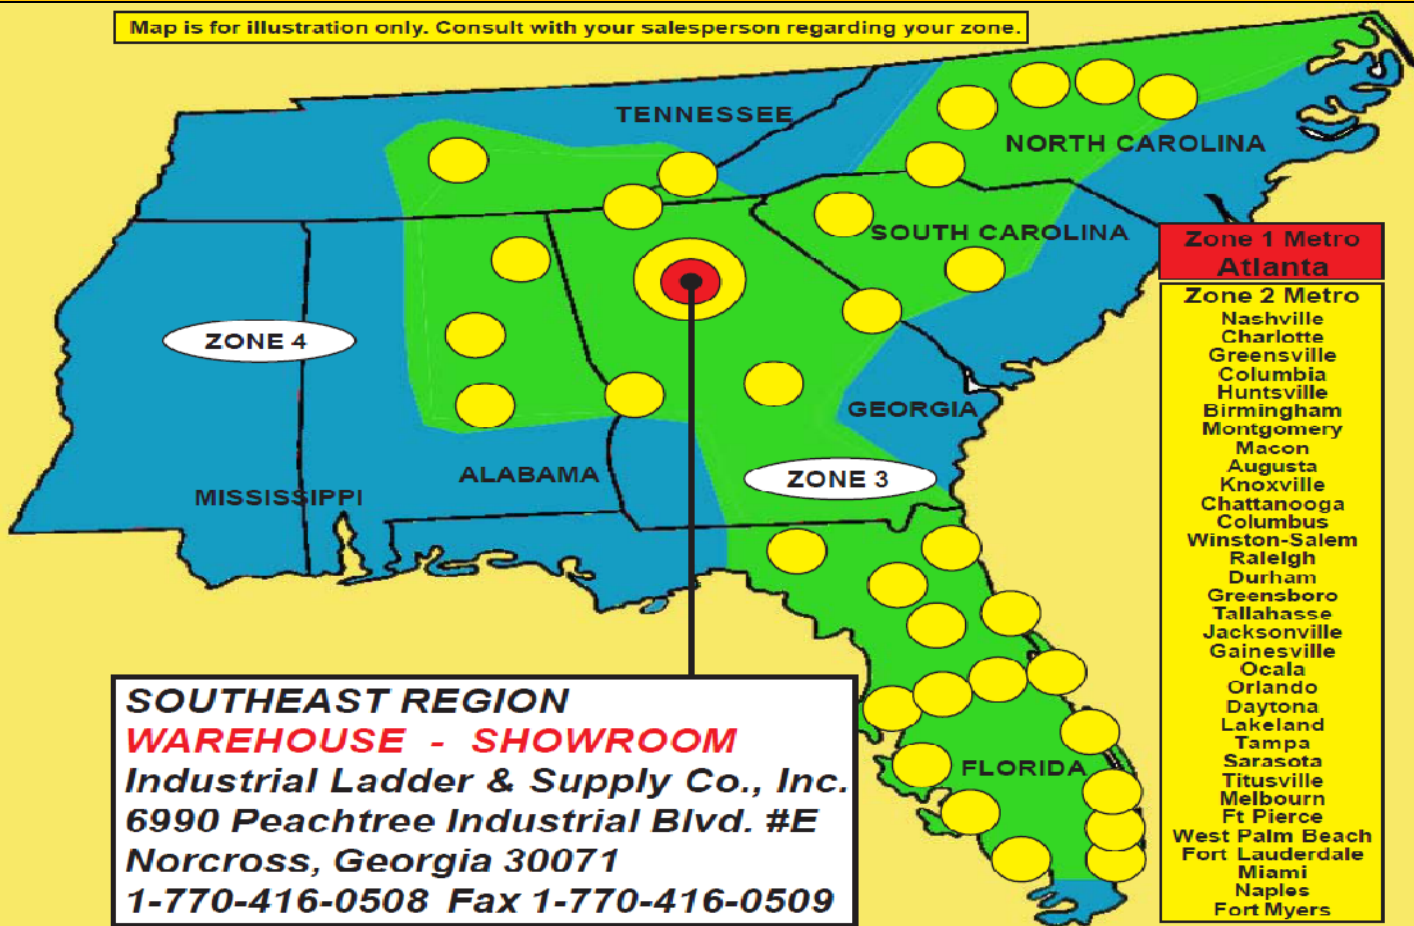 Map is for illustration only. Consult with your salesperson regarding your zone.
TENNESSEE
NORTH CAROLINA
SOUTH CAROLINA
Zone 1 Metro
Atlanta
Zone 2 Metro
Nashville
Charlotte
Greensville
Columbia
Huntsville
Birmingham
Montgomery
Macon
Augusta
Knoxville
Chattanooga
Columbus
Winston-Salem
Raleigh
Durham
Greensboro
Tallahasse
Jacksonville
Gainesville
Ocala
Orlando
Daytona
Lakeland
Tampa
Sarasota
Titusville
Melbourn
Ft Pierce
West Palm Beach
Fort Lauderdale
Miami
Naples
Fort Myers
ZONE 4
GEORGIA
ALABAMA
ZONE 3
MISSISSIPPI
FLORIDA
SOUTHEAST REGION
WAREHOUSE - SHOWROOM
Industrial Ladder & Supply Co., Inc.
6990 Peachtree Industrial Blvd. #E
Norcross, Georgia 30071
1-770-416-0508 Fax 1-770-416-0509